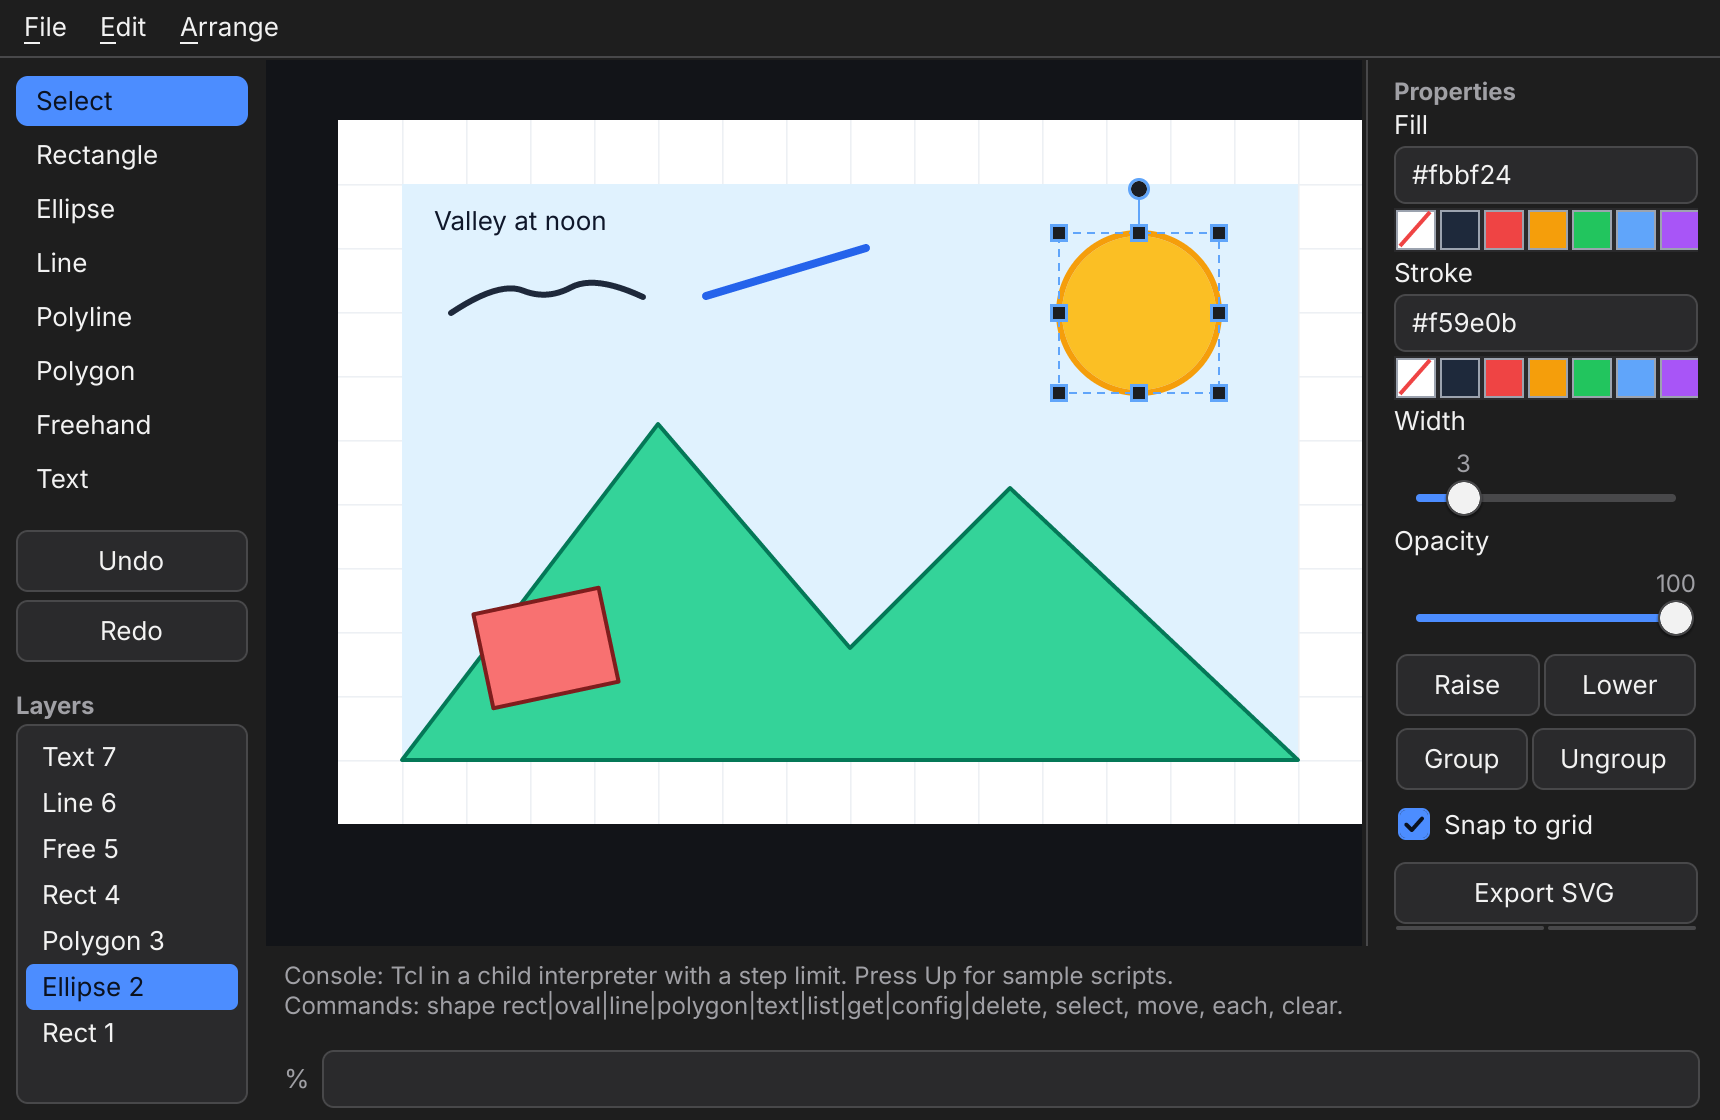 File Edit Arrange
Select
Rectangle
Ellipse
Line
Polyline
Polygon
Freehand
Text
Undo
Redo
Layers
Text 7
Line 6
Free 5
Rect 4
Polygon 3
Ellipse 2
Rect 1
Valley at noon
Properties
Fill
#fbbf24
Stroke
#f59e0b
Width
3
Opacity
100
Raise Lower
Group Ungroup
Snap to grid
Export SVG
Console: Tcl in a child interpreter with a step limit. Press Up for sample scripts.
Commands: shape rect|oval|line|polygon|text|list|get|config|delete, select, move, each, clear.
%